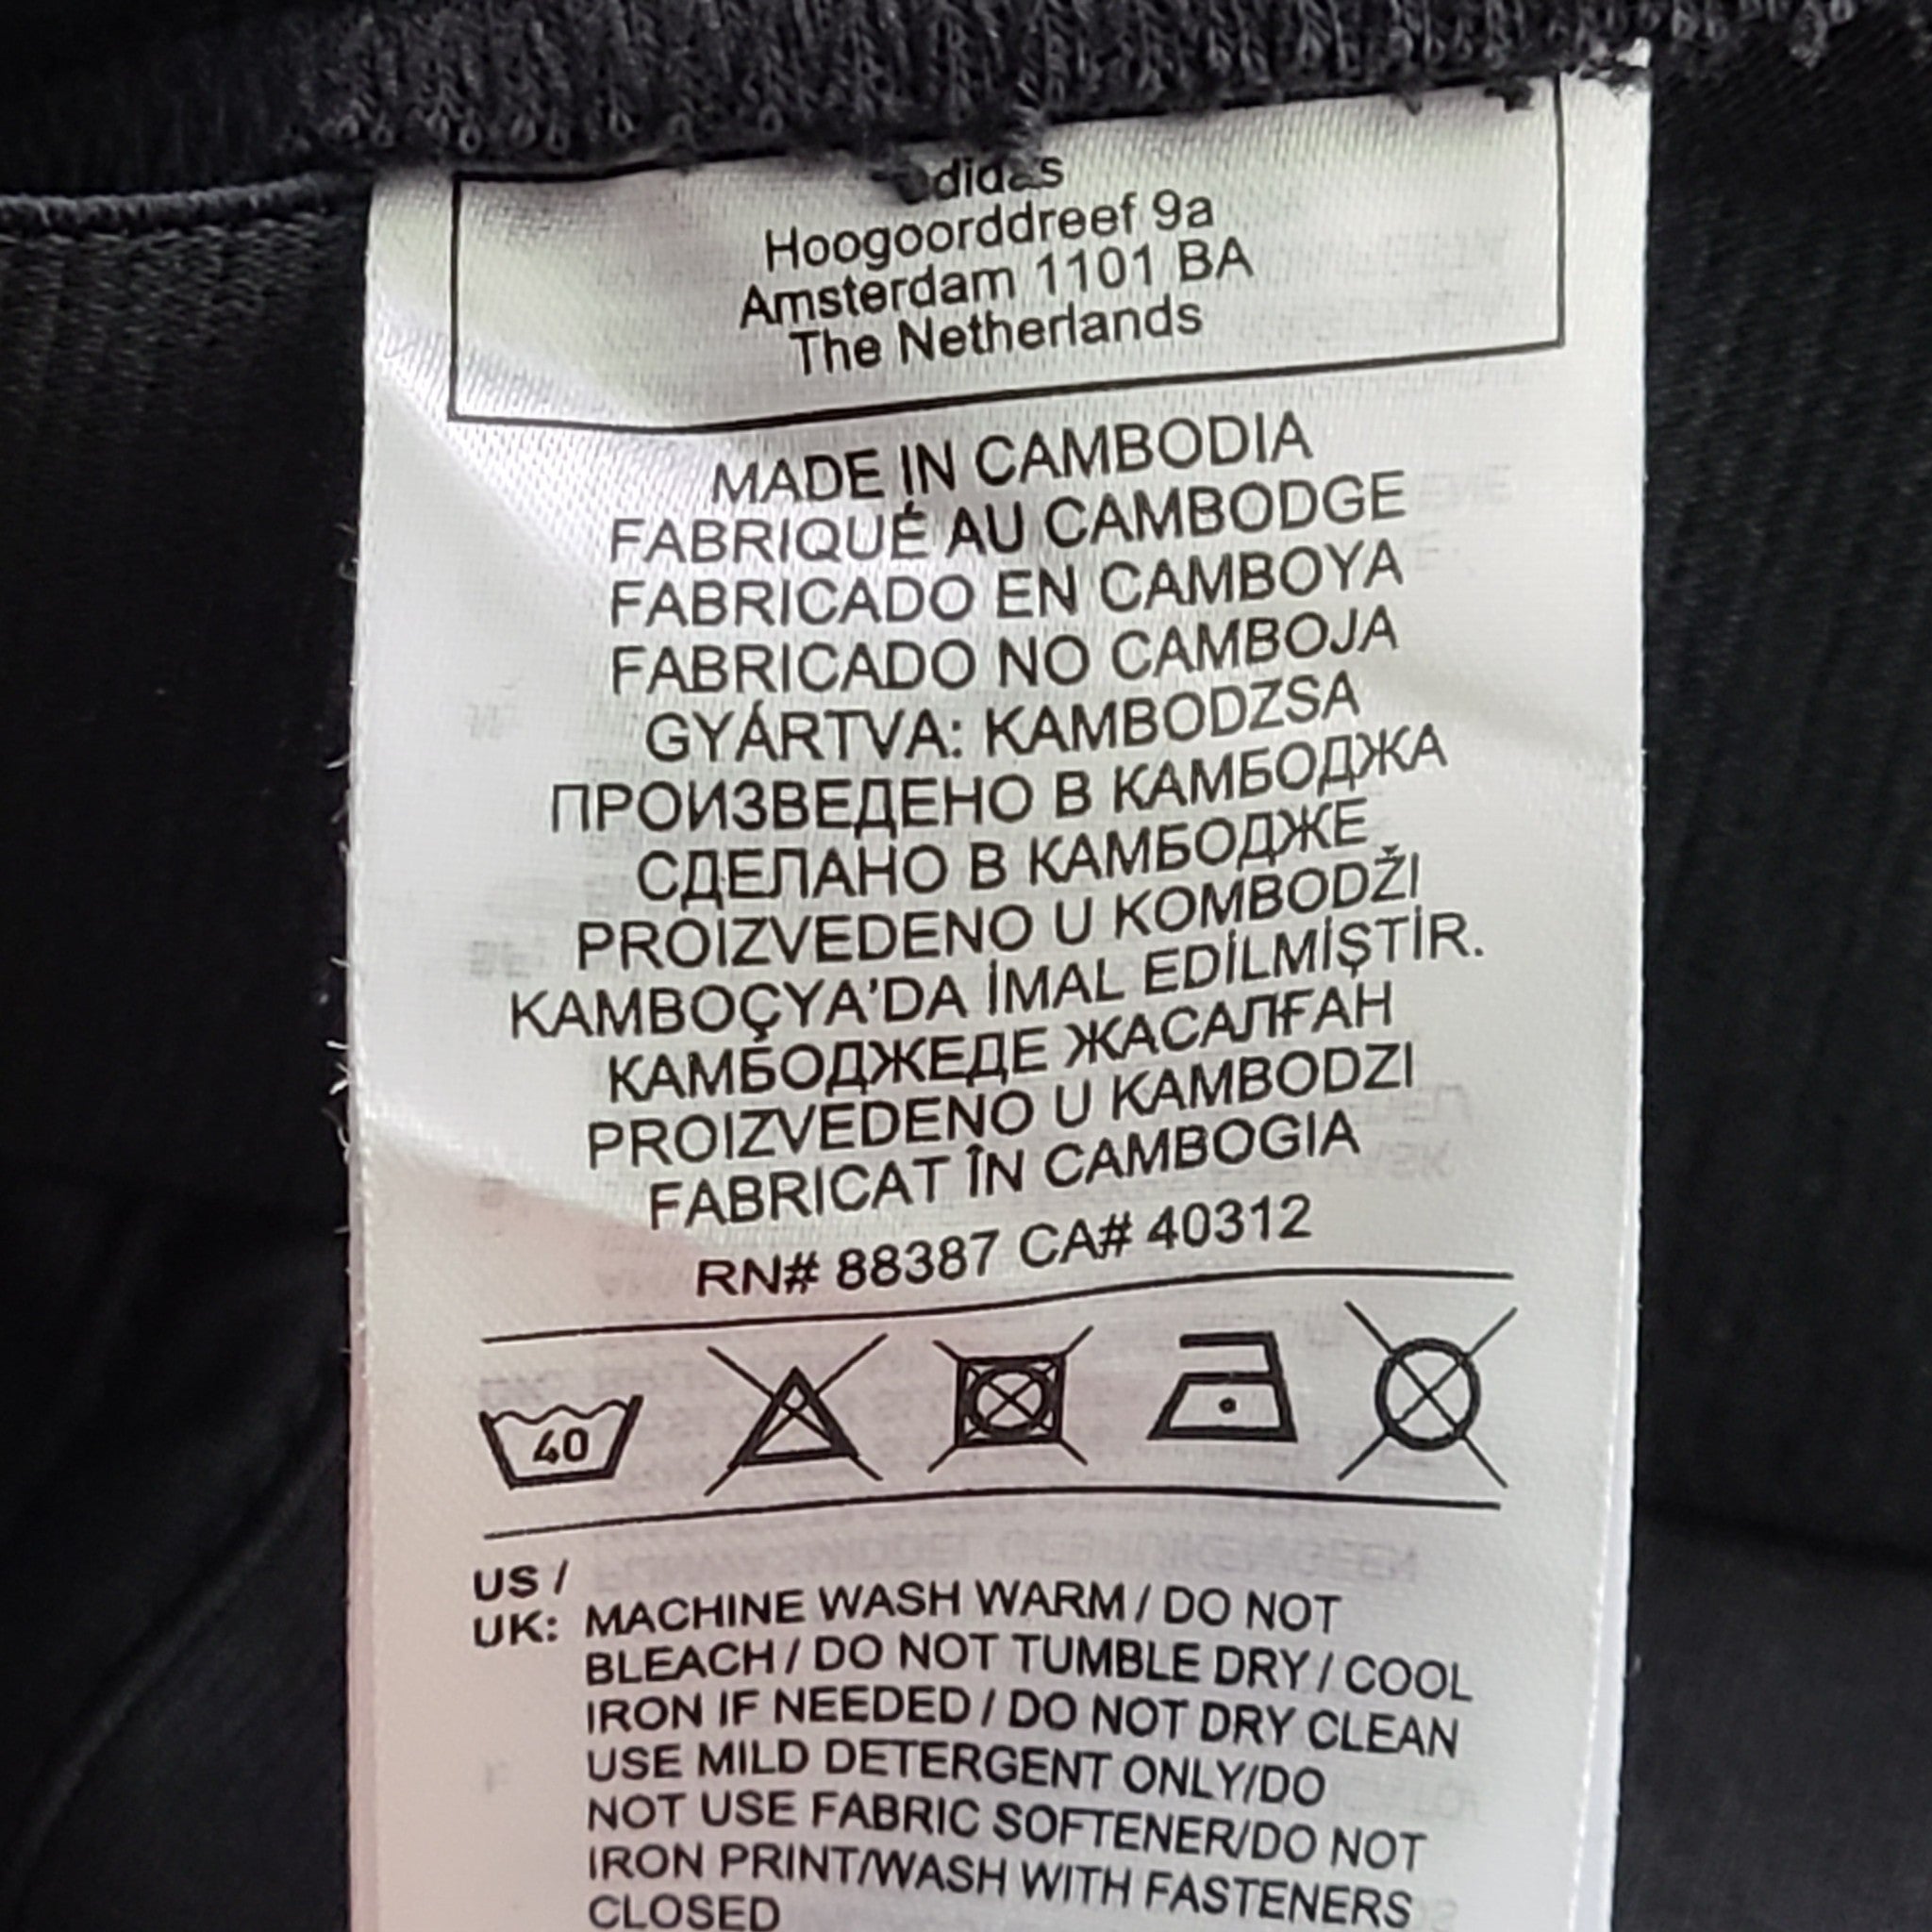 adidas
Hoogoorddreef 9a
Amsterdam 1101 BA
The Netherlands
MADE IN CAMBODIA
FABRIQUÉ AU CAMBODGE
FABRICADO EN CAMBOYA
FABRICADO NO CAMBOJA
GYÁRTVA: KAMBODZSA
ПРОИЗВЕДЕНО В КАМБОДЖА
СДЕЛАНО В КАМБОДЖЕ
PROIZVEDENO U KOMBODŽI
KAMBOÇYA'DA İMAL EDİLMİŞTİR.
КАМБОДЖЕДЕ ЖАСАЛҒАН
PROIZVEDENO U KAMBODZI
FABRICAT ÎN CAMBOGIA
RN# 88387 CA# 40312
40
US /
UK: MACHINE WASH WARM / DO NOT
BLEACH / DO NOT TUMBLE DRY / COOL
IRON IF NEEDED / DO NOT DRY CLEAN
USE MILD DETERGENT ONLY/DO
NOT USE FABRIC SOFTENER/DO NOT
IRON PRINT/WASH WITH FASTENERS
CLOSED